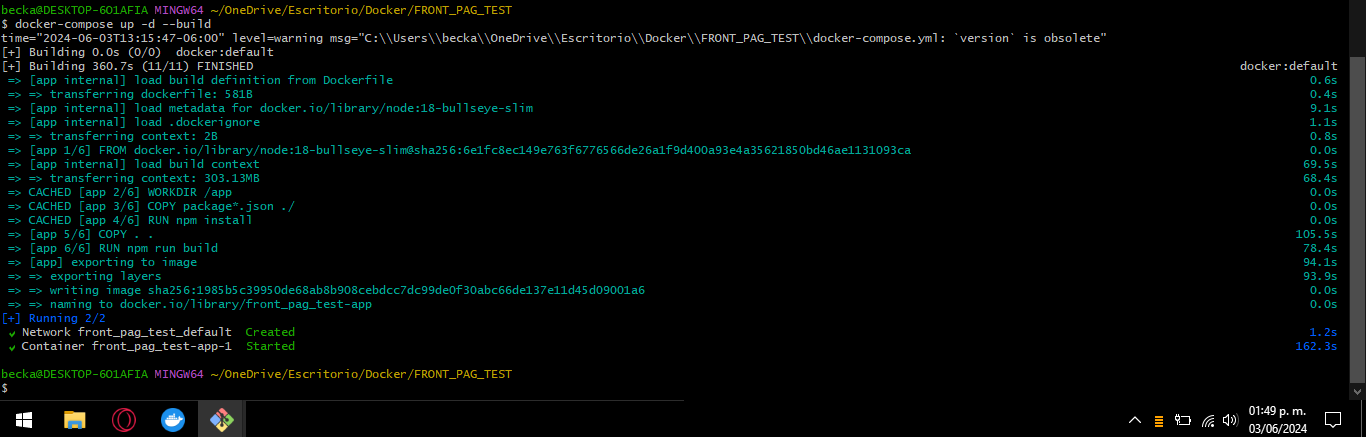 becka@DESKTOP-6O1AFIA MINGW64 ~/OneDrive/Escritorio/Docker/FRONT_PAG_TEST
$ docker-compose up -d --build
time="2024-06-03T13:15:47-06:00" level=warning msg="C:\\Users\\becka\\OneDrive\\Escritorio\\Docker\\FRONT_PAG_TEST\\docker-compose.yml: `version` is obsolete"
[+] Building 0.0s (0/0)  docker:default
[+] Building 360.7s (11/11) FINISHED docker:default
=> [app internal] load build definition from Dockerfile 0.6s
=> => transferring dockerfile: 581B 0.4s
=> [app internal] load metadata for docker.io/library/node:18-bullseye-slim 9.1s
=> [app internal] load .dockerignore 1.1s
=> => transferring context: 2B 0.8s
=> [app 1/6] FROM docker.io/library/node:18-bullseye-slim@sha256:6e1fc8ec149e763f6776566de26a1f9d400a93e4a35621850bd46ae1131093ca 0.0s
=> [app internal] load build context 69.5s
=> => transferring context: 303.13MB 68.4s
=> CACHED [app 2/6] WORKDIR /app 0.0s
=> CACHED [app 3/6] COPY package*.json ./ 0.0s
=> CACHED [app 4/6] RUN npm install 0.0s
=> [app 5/6] COPY . . 105.5s
=> [app 6/6] RUN npm run build 78.4s
=> [app] exporting to image 94.1s
=> => exporting layers 93.9s
=> => writing image sha256:1985b5c39950de68ab8b908cebdcc7dc99de0f30abc66de137e11d45d09001a6 0.0s
=> => naming to docker.io/library/front_pag_test-app 0.0s
[+] Running 2/2
✔ Network front_pag_test_default  Created 1.2s
✔ Container front_pag_test-app-1  Started 162.3s
becka@DESKTOP-6O1AFIA MINGW64 ~/OneDrive/Escritorio/Docker/FRONT_PAG_TEST
$
01:49 p. m.
03/06/2024